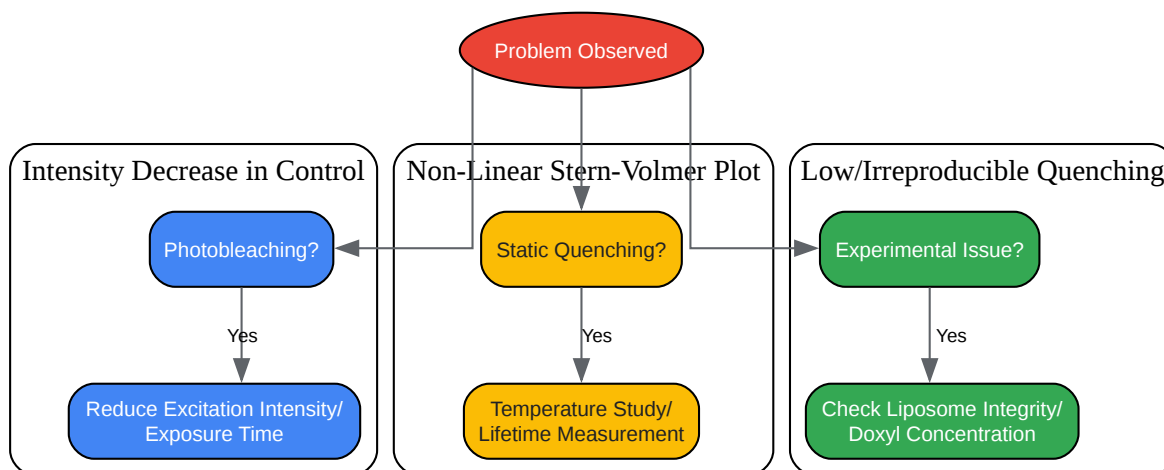 Problem Observed
Intensity Decrease in Control
Non-Linear Stern-Volmer Plot
Low/Irreproducible Quenching
Photobleaching?
Static Quenching?
Experimental Issue?
Yes
Yes
Yes
Reduce Excitation Intensity/
Exposure Time
Temperature Study/
Lifetime Measurement
Check Liposome Integrity/
Doxyl Concentration